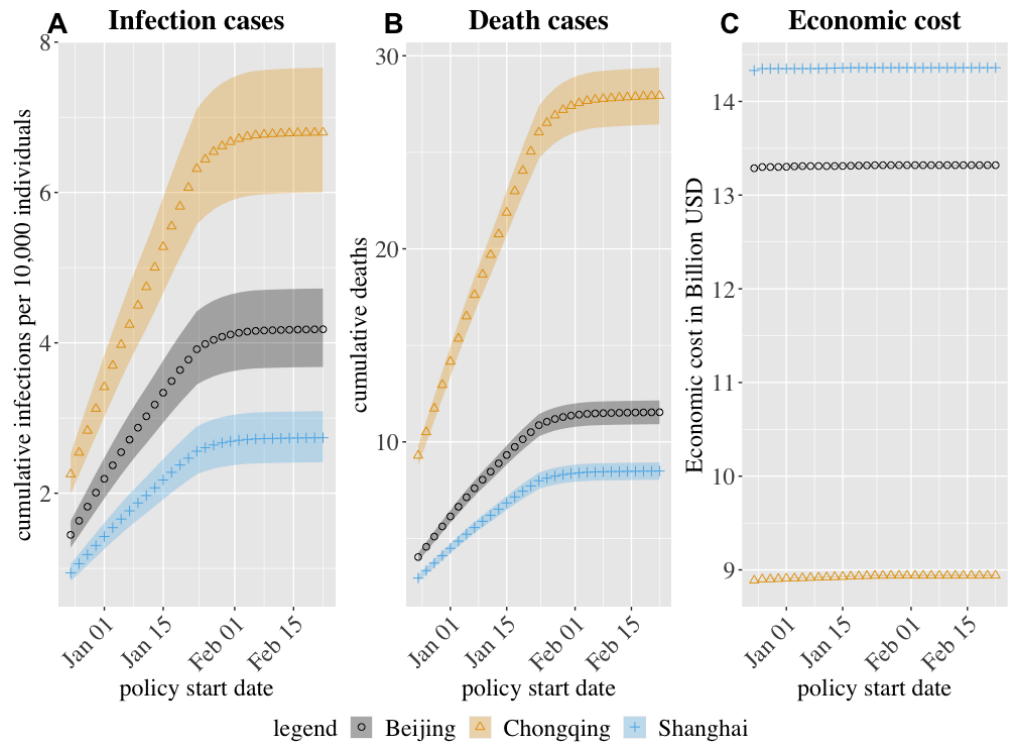 A Infection cases
cumulative infections per 10,000 individuals
8
6
4
2
Jan 01
Jan 15
Feb 01
Feb 15
policy start date
B Death cases
cumulative deaths
30
20
10
Jan 01
Jan 15
Feb 01
Feb 15
policy start date
C Economic cost
Economic cost in Billion USD
14
13
12
11
10
9
Jan 01
Jan 15
Feb 01
Feb 15
policy start date
legend Beijing Chongqing Shanghai